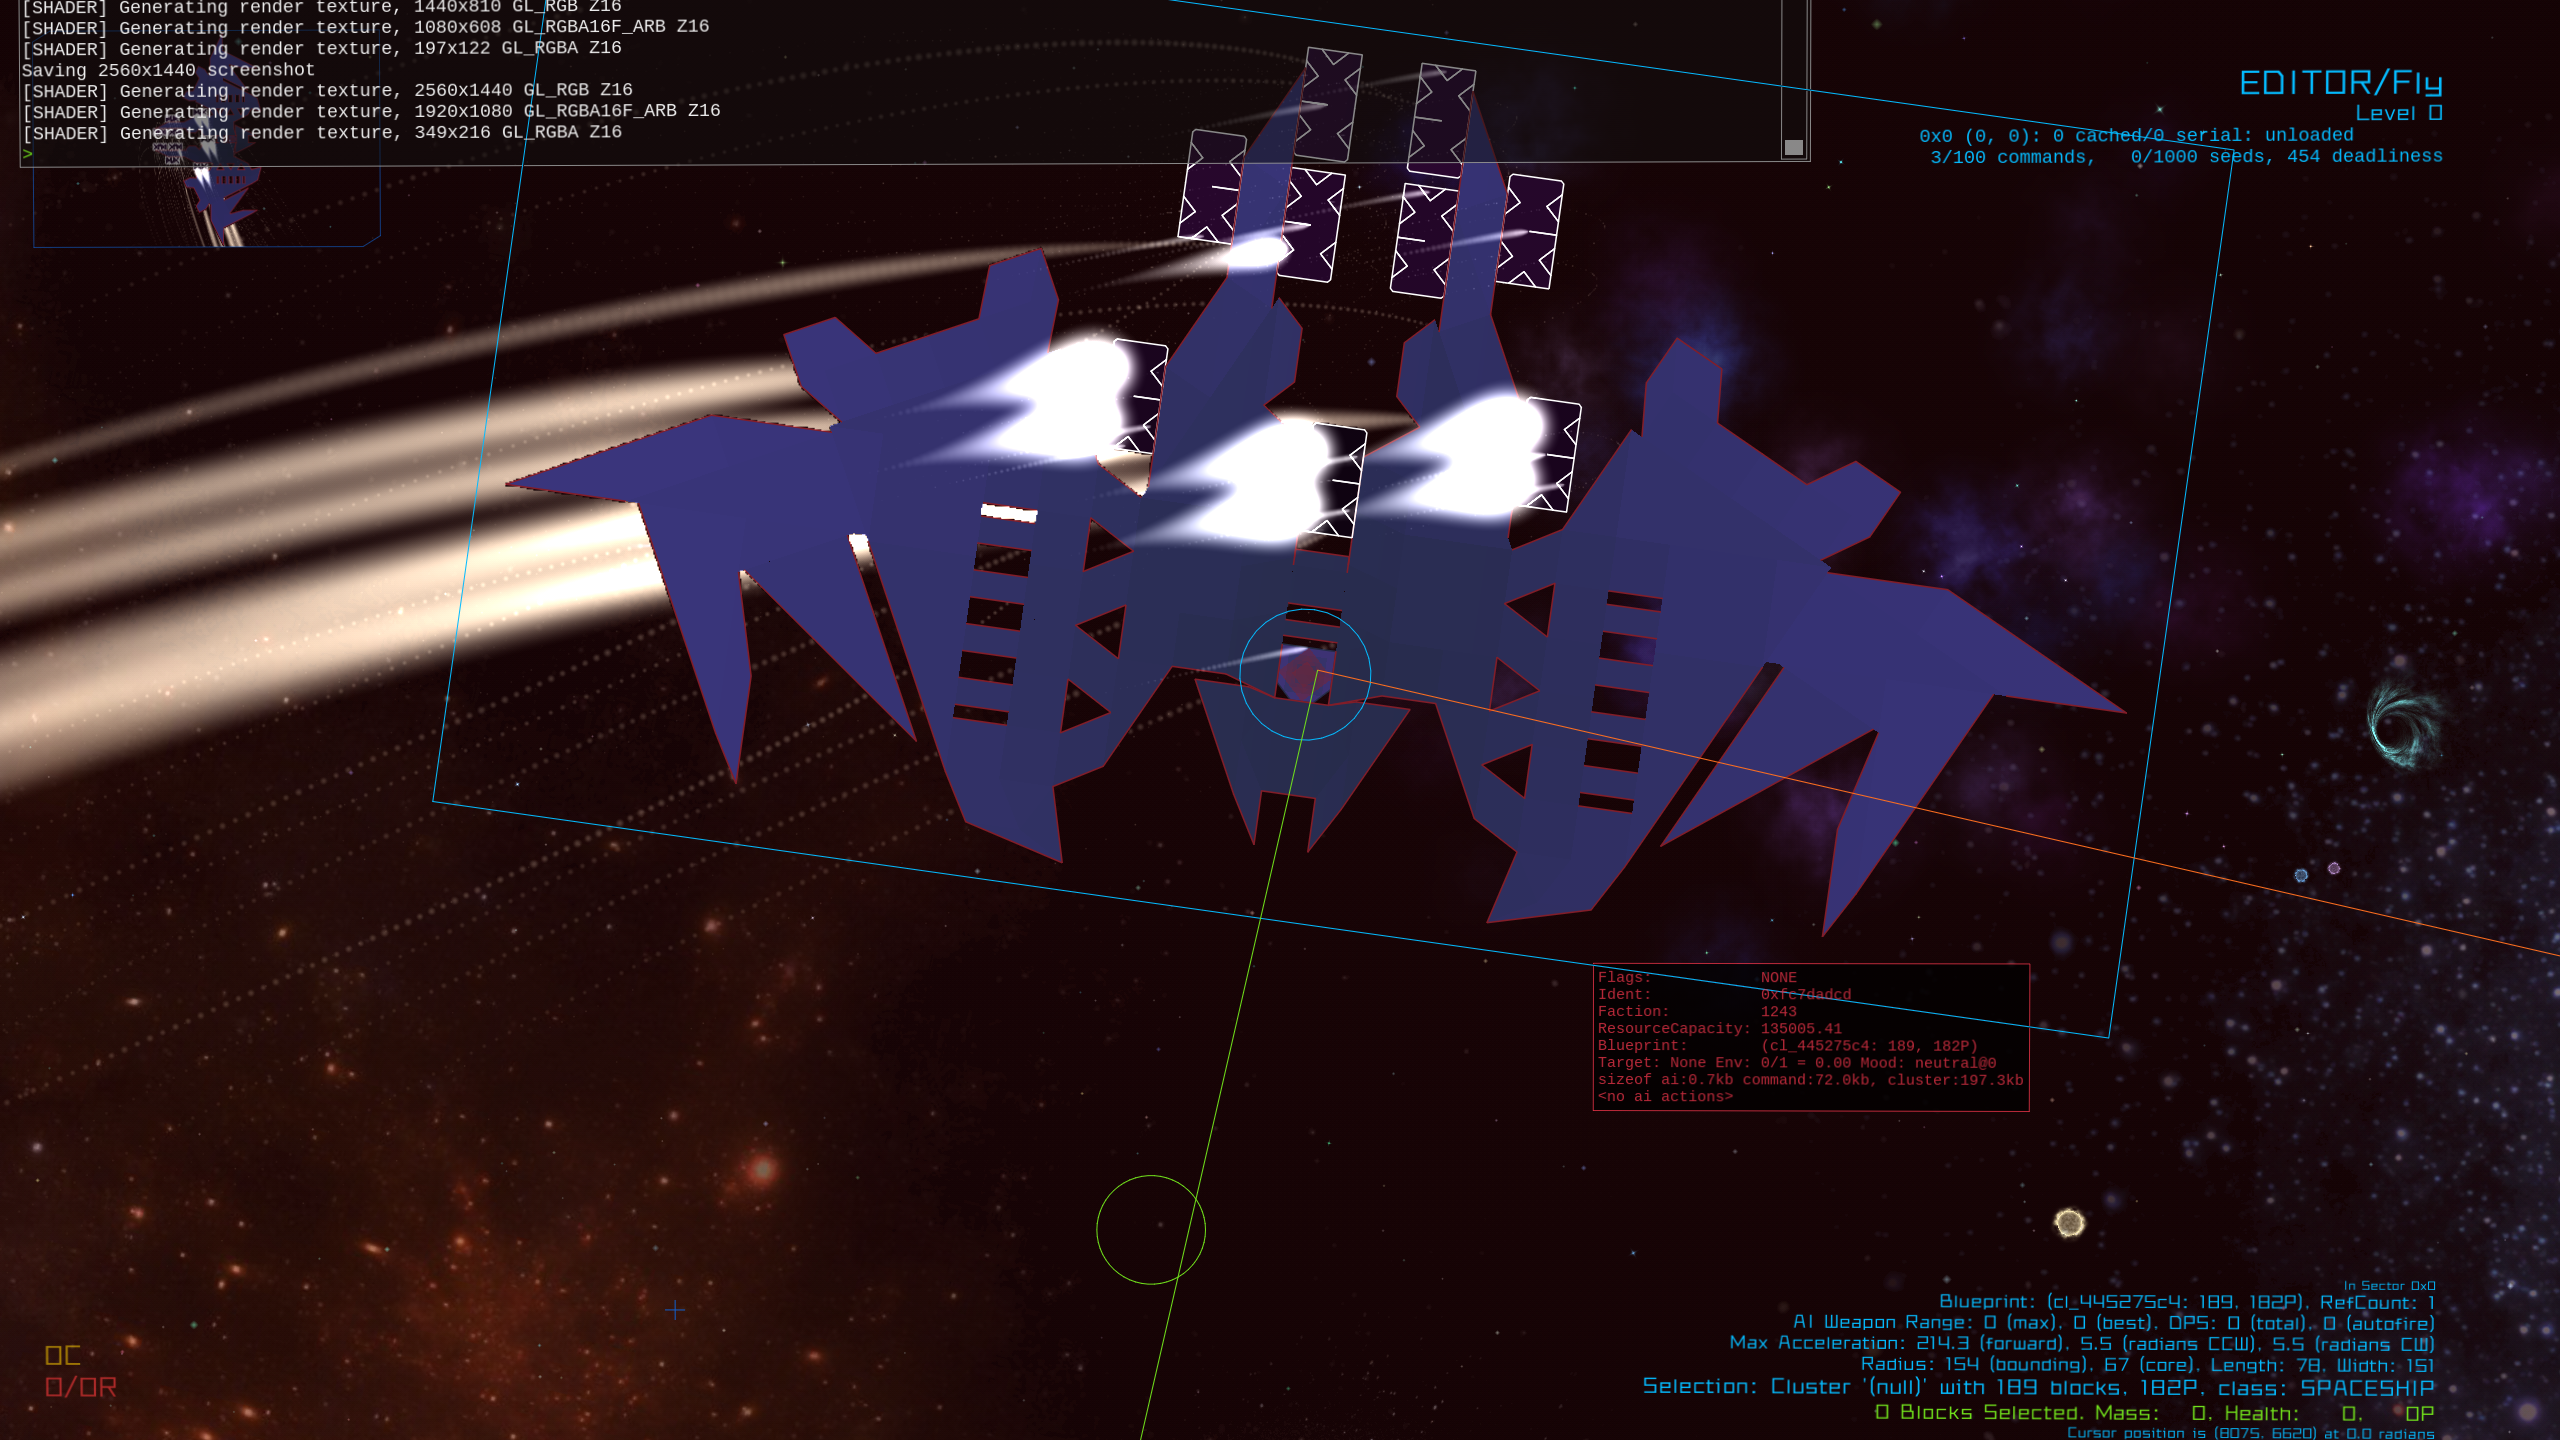 [SHADER] Generating render texture, 1440x810 GL_RGB Z16
[SHADER] Generating render texture, 1080x608 GL_RGBA16F_ARB Z16
[SHADER] Generating render texture, 197x122 GL_RGBA Z16
Saving 2560x1440 screenshot
[SHADER] Generating render texture, 2560x1440 GL_RGB Z16
[SHADER] Generating render texture, 1920x1080 GL_RGBA16F_ARB Z16
[SHADER] Generating render texture, 349x216 GL_RGBA Z16
>
EDITOR/Fly
Level 0
0x0 (0, 0): 0 cached/0 serial: unloaded
3/100 commands, 0/1000 seeds, 454 deadliness
Flags: NONE
Ident: 0xfc7dadcd
Faction: 1243
ResourceCapacity: 135005.41
Blueprint: (cl_445275c4: 189, 182P)
Target: None Env: 0/1 = 0.00 Mood: neutral@0
sizeof ai:0.7kb command:72.0kb, cluster:197.3kb
<no ai actions>
In Sector 0x0
Blueprint: (cl_445275c4: 189, 182P), RefCount: 1
AI Weapon Range: 0 (max), 0 (best), DPS: 0 (total), 0 (autofire)
Max Acceleration: 214.3 (forward), 5.5 (radians CCW), 5.5 (radians CW)
Radius: 154 (bounding), 67 (core), Length: 78, Width: 151
Selection: Cluster '(null)' with 189 blocks, 182P, class: SPACESHIP
0 Blocks Selected, Mass: 0, Health: 0, 0P
Cursor position is (8075, 6620) at 0.0 radians
0C
0/0R